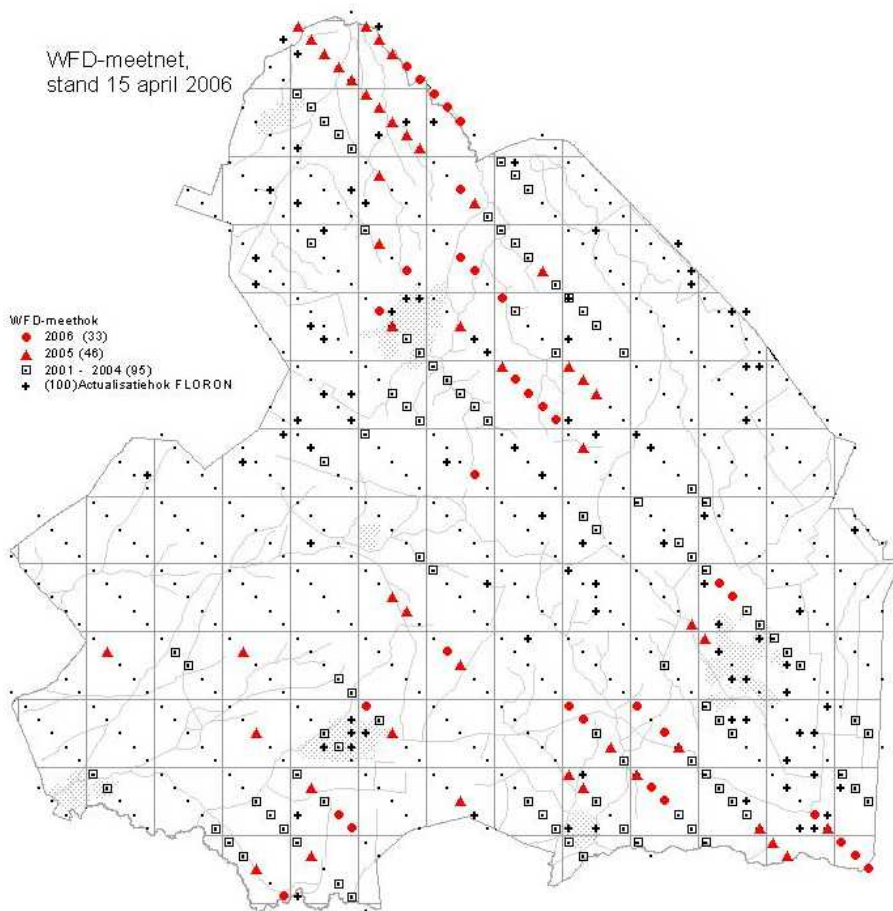 WFD-meetnet,
stand 15 april 2006
WFD-meethok
2006 (33)
2005 (46)
2001 - 2004 (95)
(100)Actualisatiehok FLORON